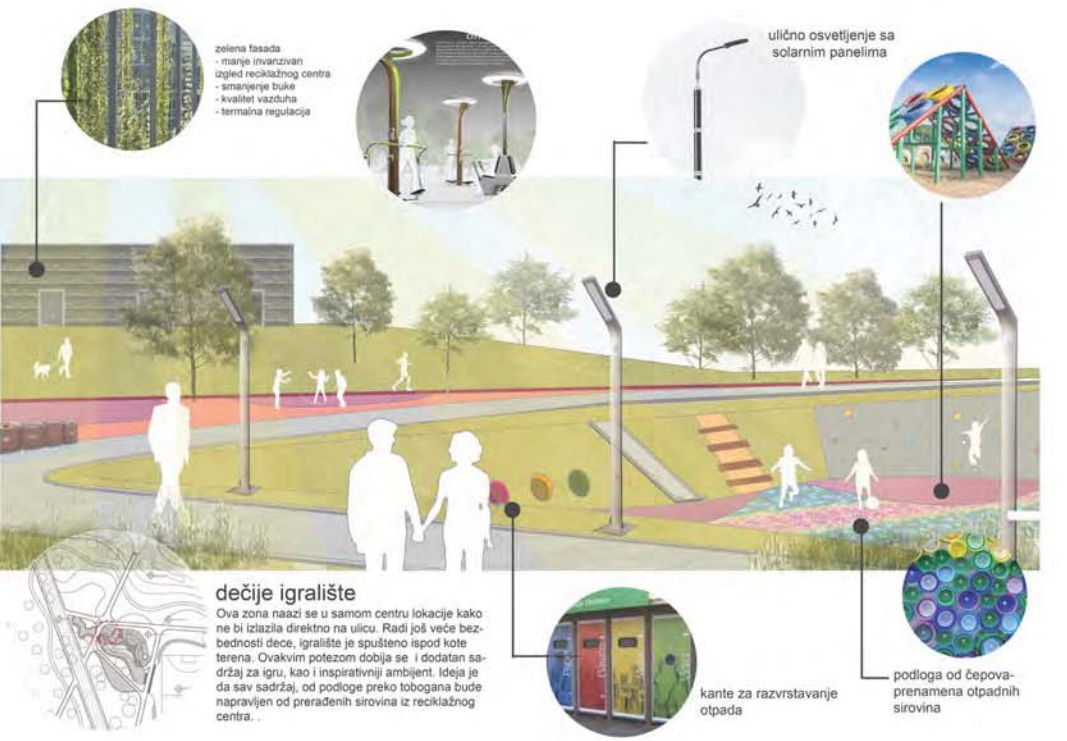 zelena fasada
- manje invanzivan
izgled reciklažnog centra
- smanjenje buke
- kvalitet vazduha
- termalna regulacija
ulično osvetljenje sa
solarnim panelima
dečije igralište
Ova zona naazi se u samom centru lokacije kako
ne bi izlazila direktno na ulicu. Radi još veće bez-
bednosti dece, igralište je spušteno ispod kote
terena. Ovakvim potezom dobija se i dodatan sa-
držaj za igru, kao i inspirativniji ambijent. Ideja je
da sav sadržaj, od podloge preko tobogana bude
napravljen od prerađenih sirovina iz reciklažnog
centra. .
kante za razvrstavanje
otpada
podloga od čepova-
prenamena otpadnih
sirovina